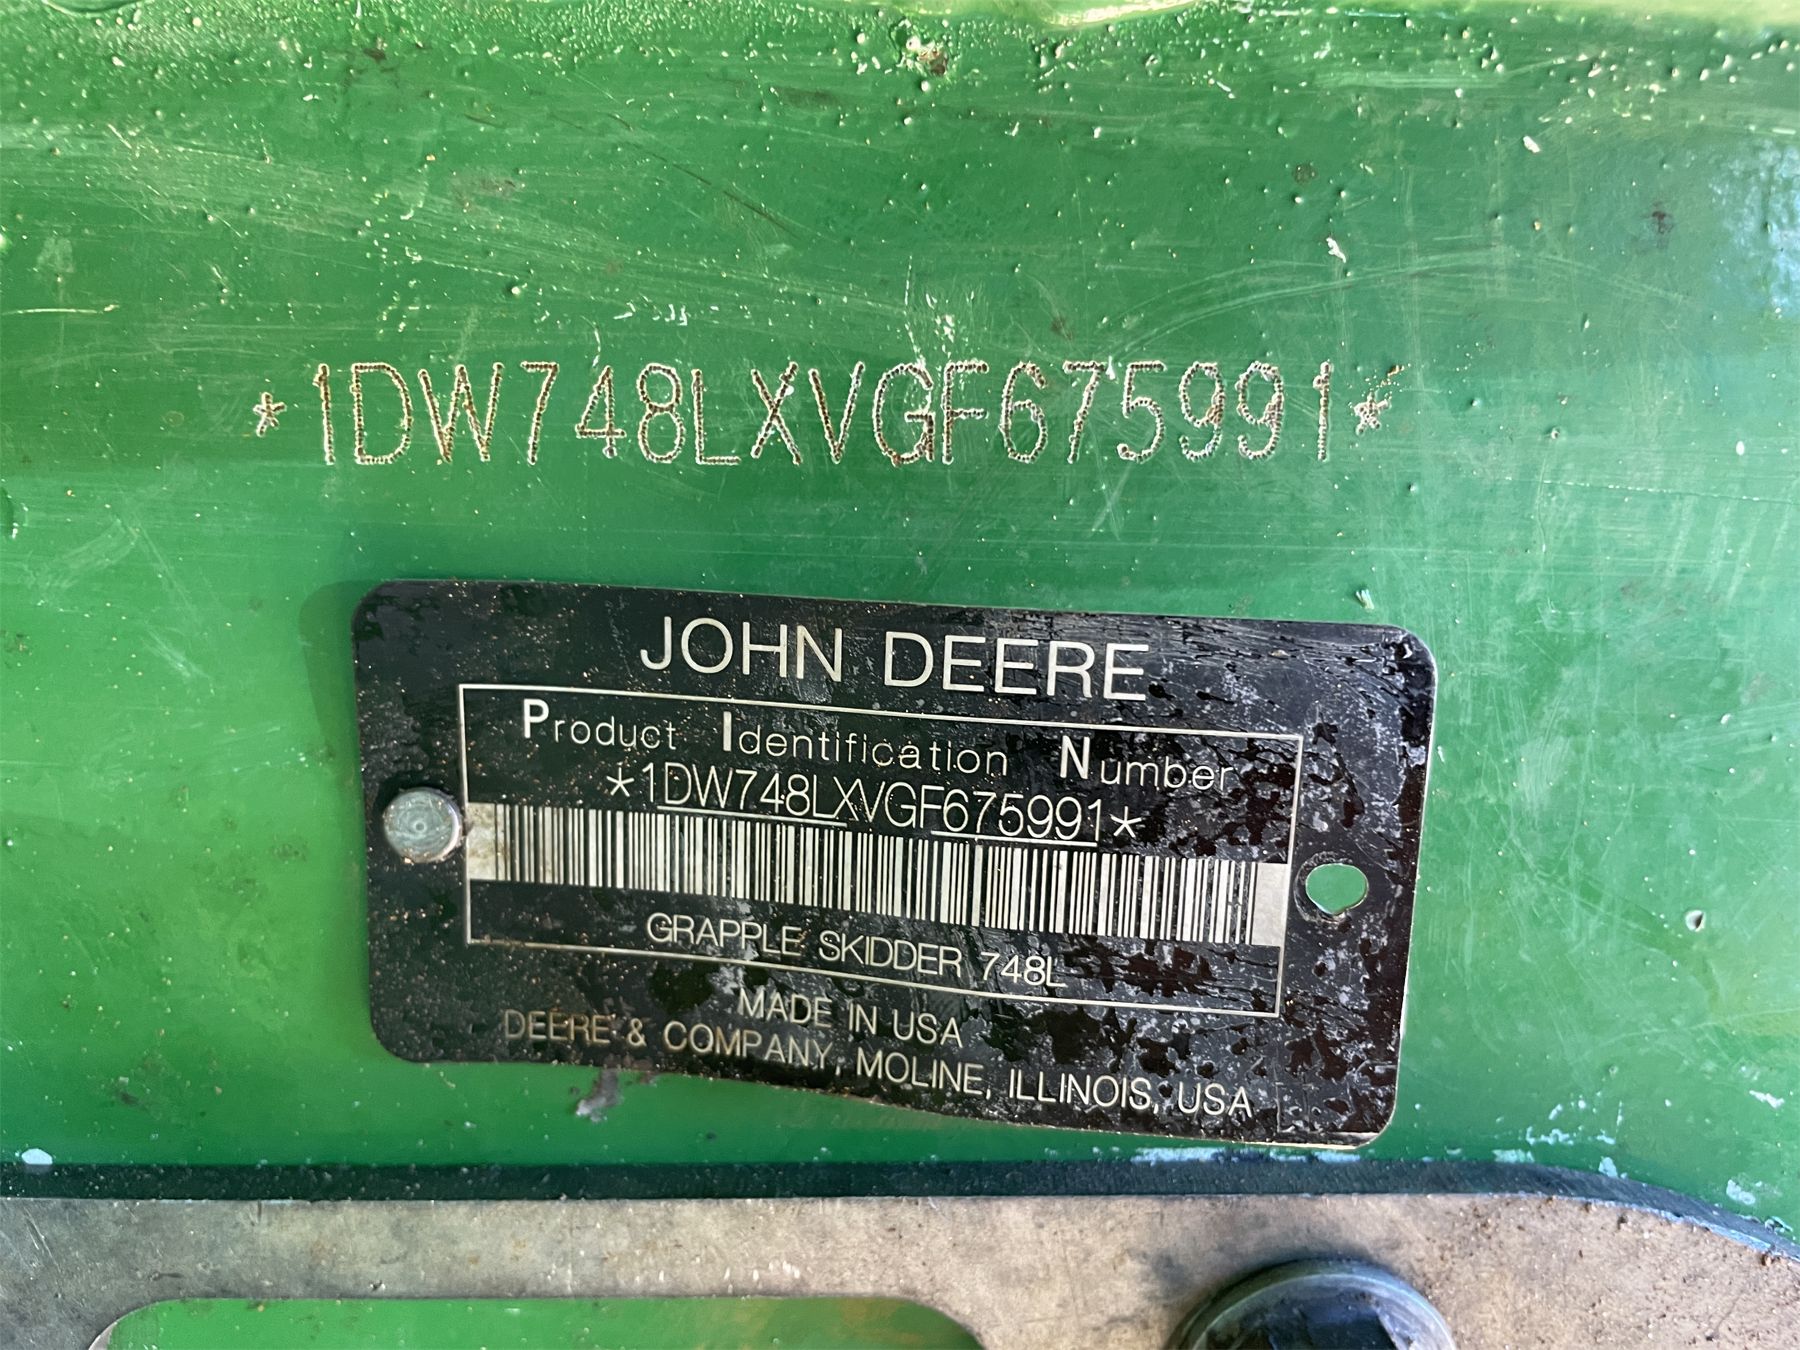 *1DW748LXVGF675991*
JOHN DEERE
Product Identification Number
*1DW748LXVGF675991*
GRAPPLE SKIDDER 748L
MADE IN USA
DEERE & COMPANY, MOLINE, ILLINOIS, USA